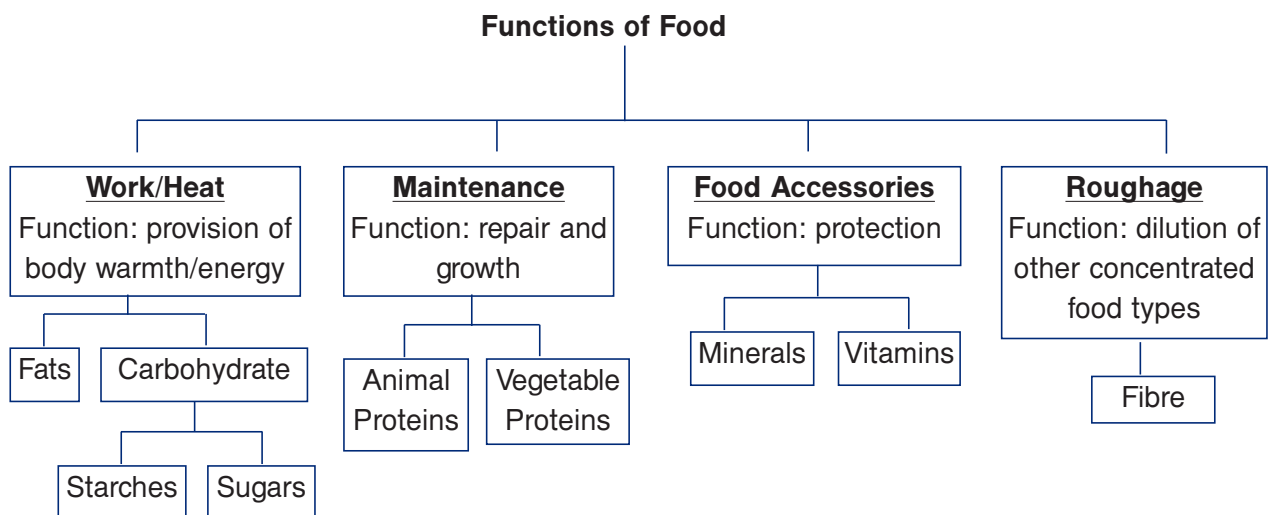 Functions of Food
Work/Heat
Function: provision of
body warmth/energy
Maintenance
Function: repair and
growth
Food Accessories
Function: protection
Roughage
Function: dilution of
other concentrated
food types
Fats
Carbohydrate
Starches
Sugars
Animal
Proteins
Vegetable
Proteins
Minerals
Vitamins
Fibre